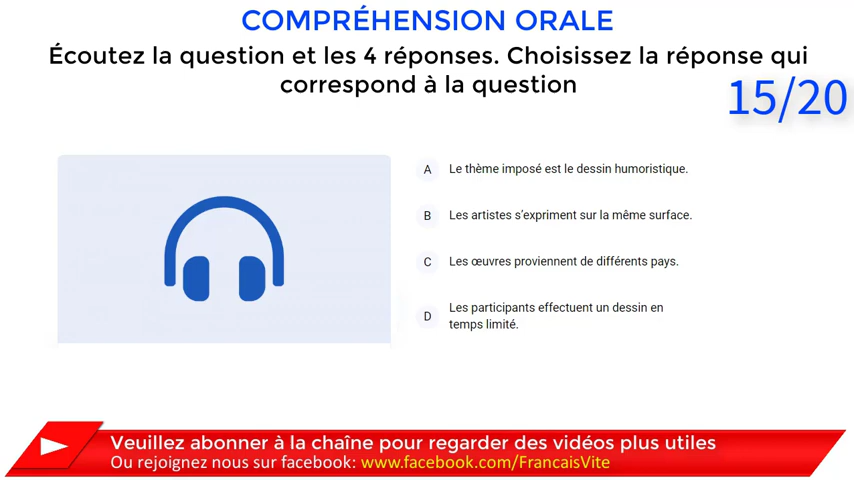 COMPRÉHENSION ORALE
Écoutez la question et les 4 réponses. Choisissez la réponse qui
correspond à la question
15/20
A Le thème imposé est le dessin humoristique.
B Les artistes s'expriment sur la même surface.
C Les œuvres proviennent de différents pays.
D Les participants effectuent un dessin en
temps limité.
Veuillez abonner à la chaîne pour regarder des vidéos plus utiles
Ou rejoignez nous sur facebook: www.facebook.com/FrancaisVite